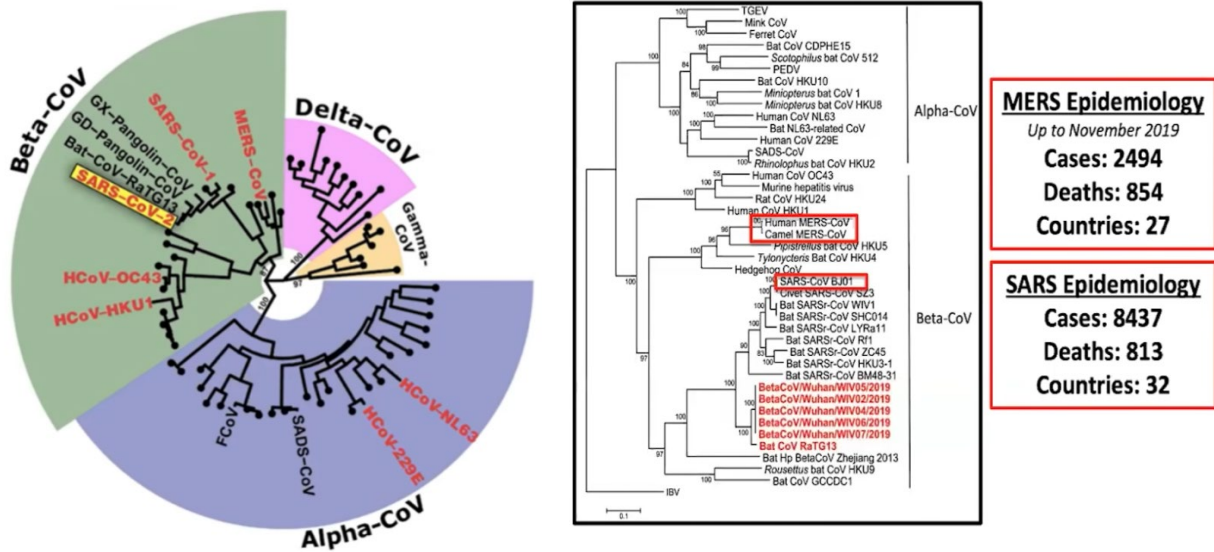 Beta-CoV
GX-Pangolin-CoV
GD-Pangolin-CoV
Bat-CoV-RaTG13
SARS-CoV-2
SARS-CoV-1
MERS-CoV
HCoV-OC43
HCoV-HKU1
Delta-CoV
Gamma-
CoV
97
100
97
100
FCoV
SADS-CoV
HCoV-229E
HCoV-NL63
Alpha-CoV
TGEV
Mink CoV
Ferret CoV
Bat CoV CDPHE15
Scotophilus bat CoV 512
PEDV
Bat CoV HKU10
Miniopterus bat CoV 1
Miniopterus bat CoV HKU8
Human CoV NL63
Bat NL63-related CoV
Human CoV 229E
SADS-CoV
Rhinolophus bat CoV HKU2
Human CoV OC43
Murine hepatitis virus
Rat CoV HKU24
Human CoV HKU1
Human MERS-CoV
Camel MERS-CoV
Pipistrellus bat CoV HKU5
Tylonycteris bat CoV HKU4
Hedgehog CoV
SARS-CoV BJ01
Civet SARS-CoV SZ3
Bat SARSr-CoV WIV1
Bat SARSr-CoV SHC014
Bat SARSr-CoV LYRa11
Bat SARSr-CoV Rf1
Bat SARSr-CoV ZC45
Bat SARSr-CoV HKU3-1
Bat SARSr-CoV BM48-31
BetaCoV/Wuhan/WIV05/2019
BetaCoV/Wuhan/WIV02/2019
BetaCoV/Wuhan/WIV04/2019
BetaCoV/Wuhan/WIV06/2019
BetaCoV/Wuhan/WIV07/2019
Bat CoV RaTG13
Bat Hp BetaCoV Zhejiang 2013
Rousettus bat CoV HKU9
Bat CoV GCCDC1
IBV
0.1
Alpha-CoV
Beta-CoV
MERS Epidemiology
Up to November 2019
Cases: 2494
Deaths: 854
Countries: 27
SARS Epidemiology
Cases: 8437
Deaths: 813
Countries: 32